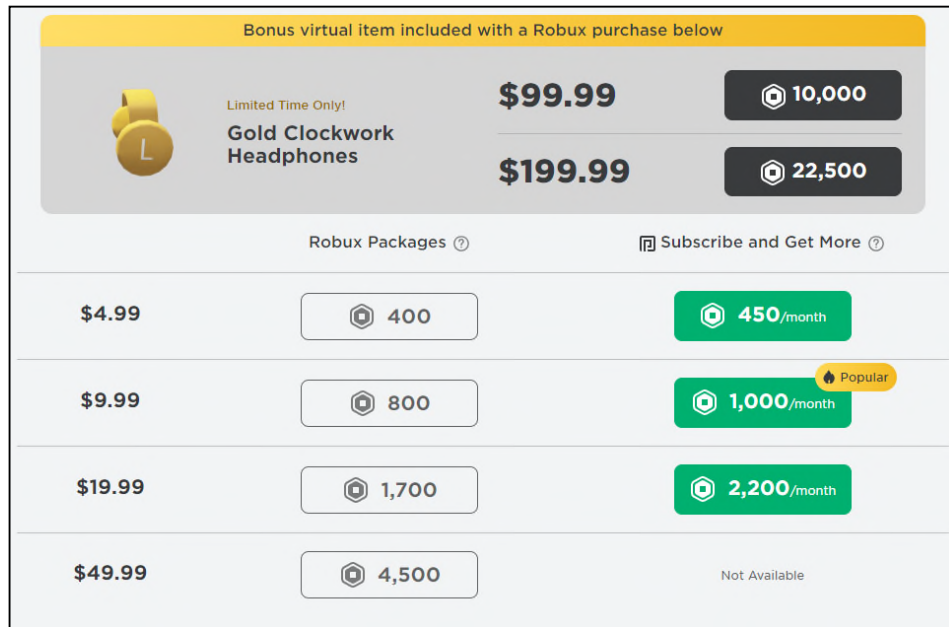 Bonus virtual item included with a Robux purchase below
Limited Time Only!
Gold Clockwork
Headphones
L
$99.99 10,000
$199.99 22,500
Robux Packages ? Subscribe and Get More ?
$4.99 400 450/month
Popular
$9.99 800 1,000/month
$19.99 1,700 2,200/month
$49.99 4,500 Not Available